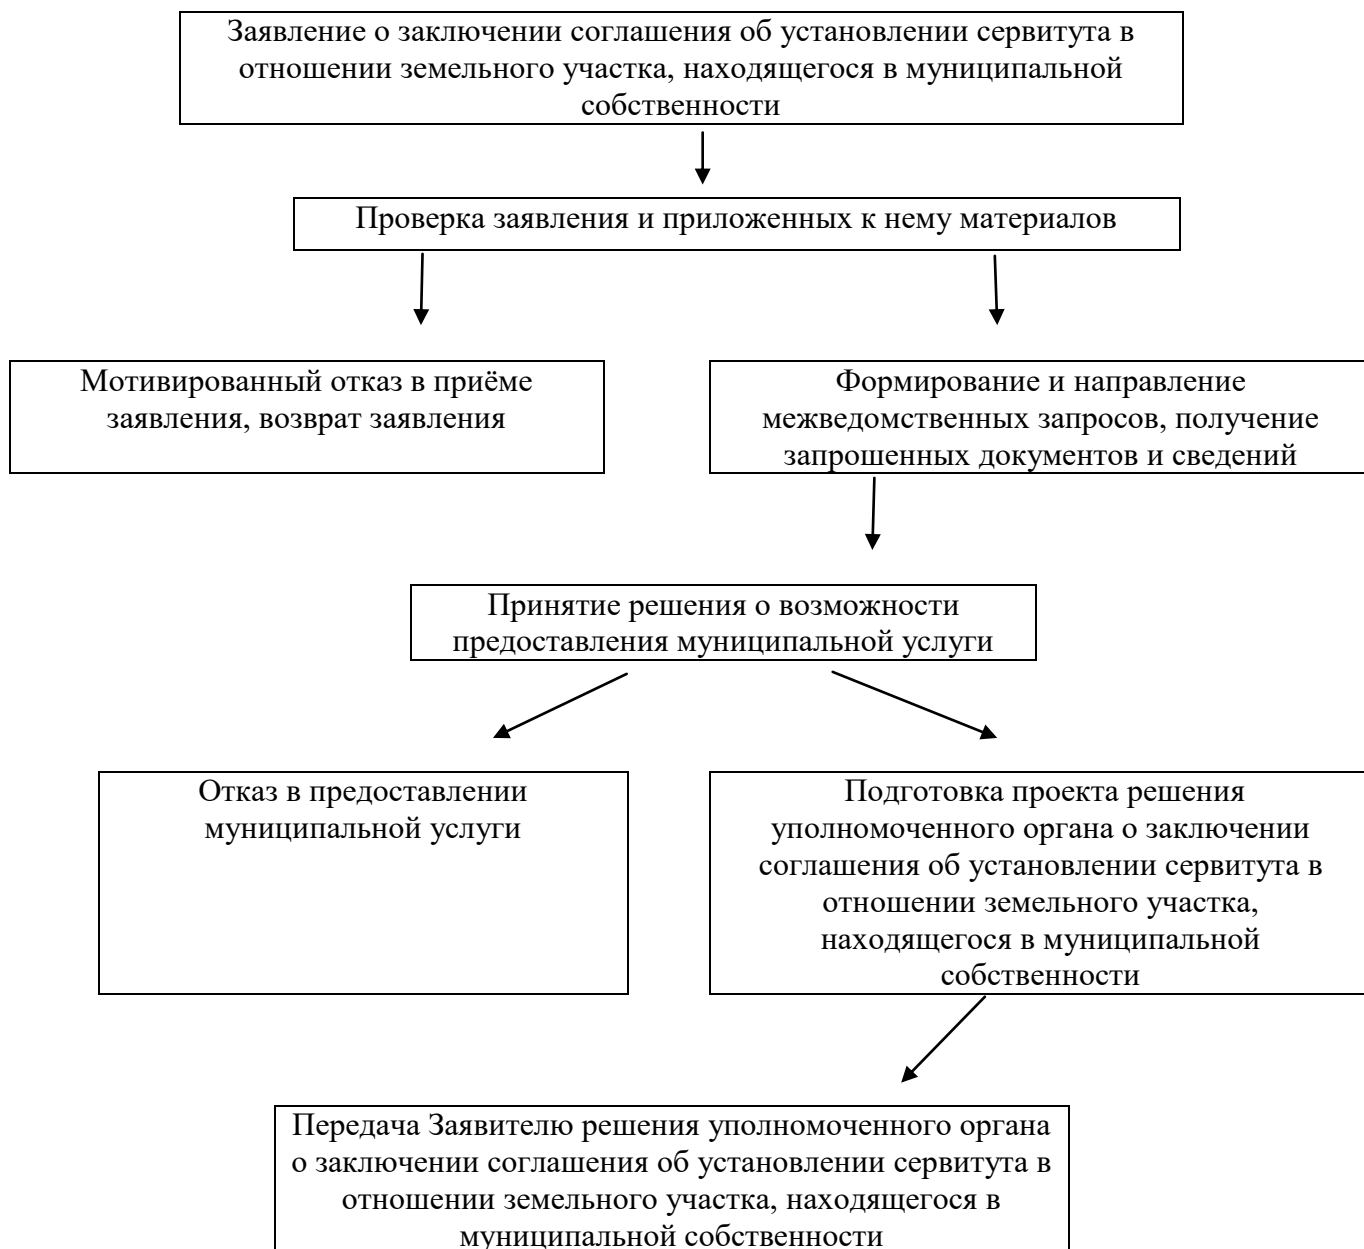 Заявление о заключении соглашения об установлении сервитута в
отношении земельного участка, находящегося в муниципальной
собственности
Проверка заявления и приложенных к нему материалов
Мотивированный отказ в приёме
заявления, возврат заявления
Формирование и направление
межведомственных запросов, получение
запрошенных документов и сведений
Принятие решения о возможности
предоставления муниципальной услуги
Отказ в предоставлении
муниципальной услуги
Подготовка проекта решения
уполномоченного органа о заключении
соглашения об установлении сервитута в
отношении земельного участка,
находящегося в муниципальной
собственности
Передача Заявителю решения уполномоченного органа
о заключении соглашения об установлении сервитута в
отношении земельного участка, находящегося в
муниципальной собственности